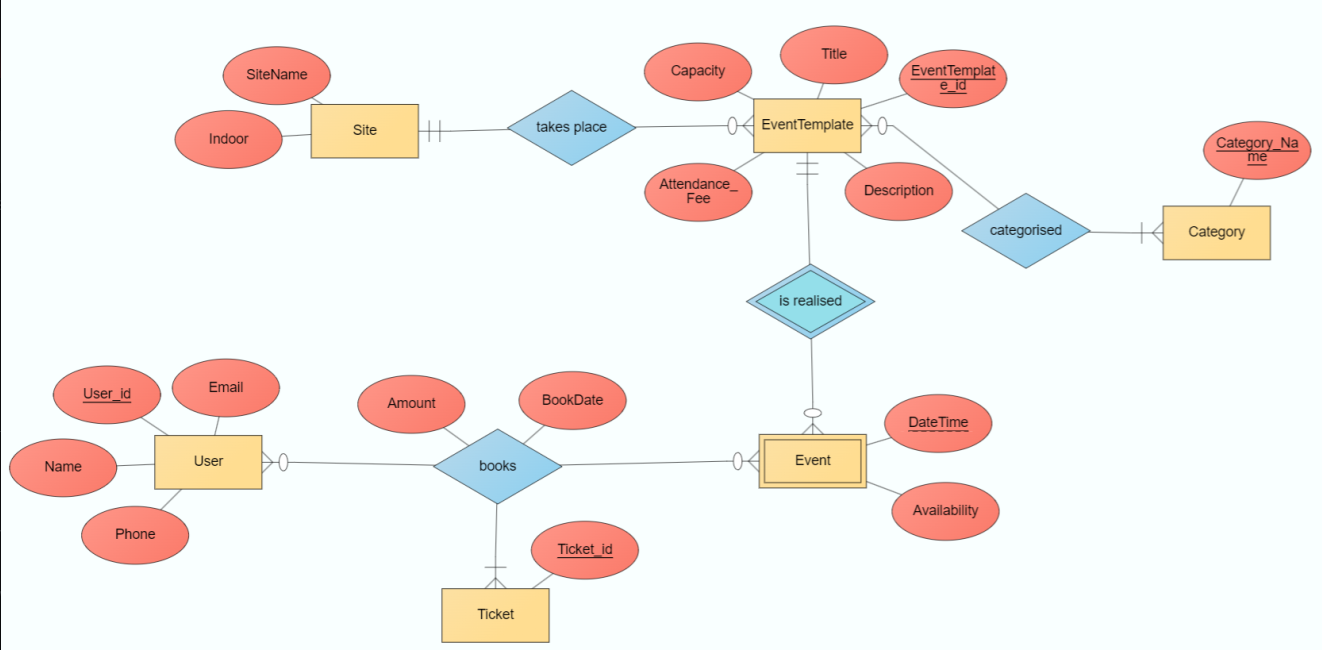 Title
Capacity
EventTemplat
e_id
SiteName
Site
takes place
EventTemplate
Indoor
Category_Na
me
Attendance_
Fee
Description
categorised
Category
is realised
User_id
Email
Amount
BookDate
DateTime
Name
User
books
Event
Availability
Phone
Ticket_id
Ticket